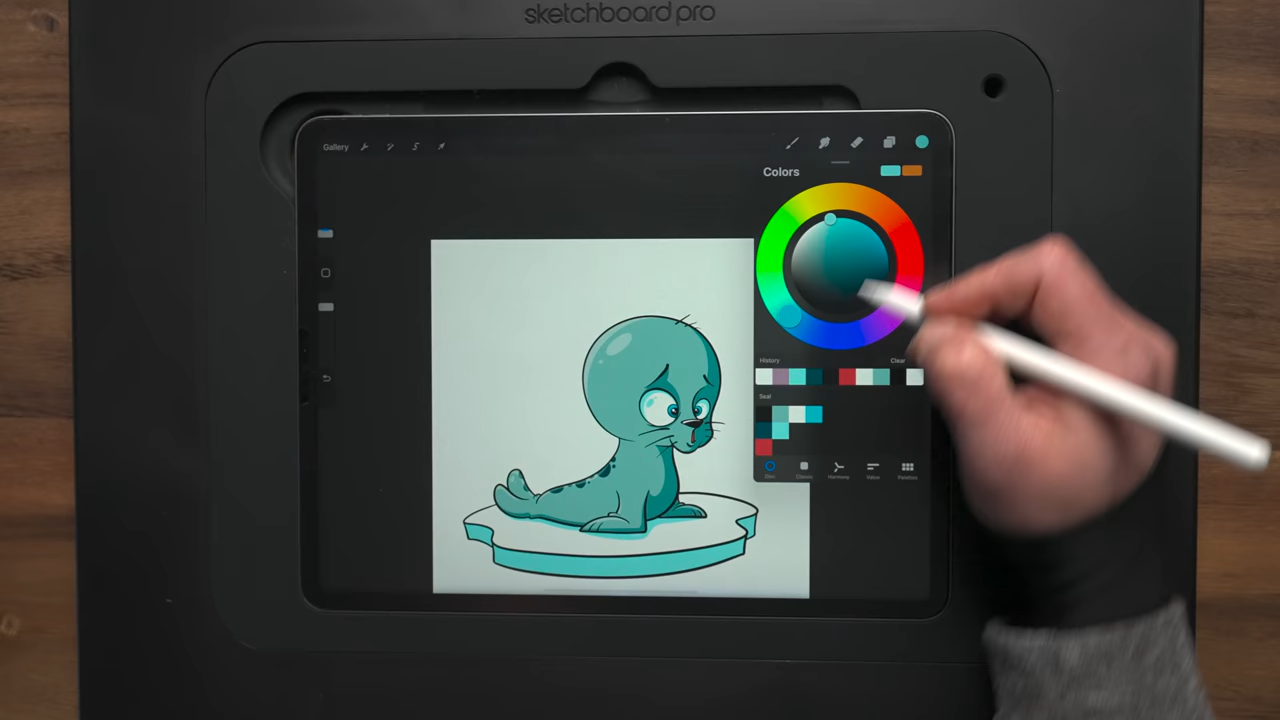 sketchboard pro
Gallery
Colors
History Clear
Seal
Disc Classic Harmony Value Palettes